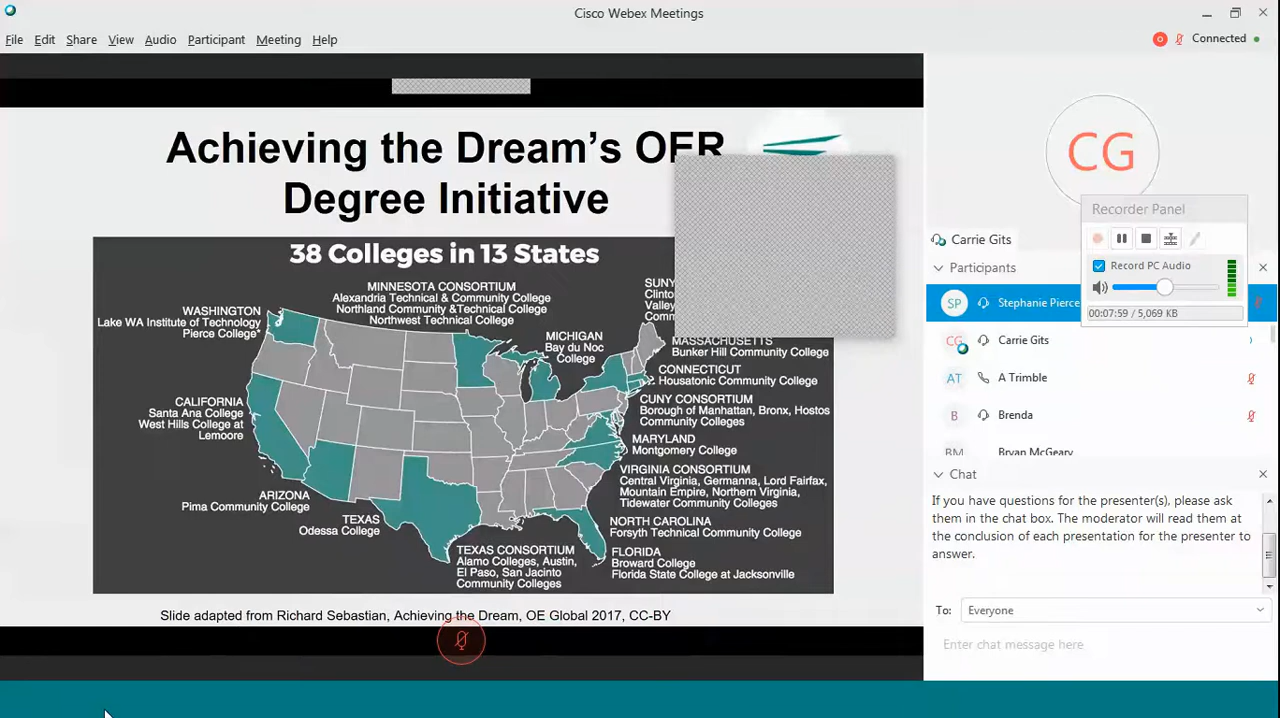 Cisco Webex Meetings
File Edit Share View Audio Participant Meeting Help
Connected
Achieving the Dream's OER
Degree Initiative
38 Colleges in 13 States
MINNESOTA CONSORTIUM
Alexandria Technical & Community College
Northland Community &Technical College
Northwest Technical College
WASHINGTON
Lake WA Institute of Technology
Pierce College*
MICHIGAN
Bay du Noc
College
SUNY
Clinton
Valley
MASSACHUSETTS
Bunker Hill Community College
CONNECTICUT
Housatonic Community College
CUNY CONSORTIUM
Borough of Manhattan, Bronx, Hostos
Community Colleges
MARYLAND
Montgomery College
VIRGINIA CONSORTIUM
Central Virginia, Germanna, Lord Fairfax,
Mountain Empire, Northern Virginia,
Tidewater Community Colleges
NORTH CAROLINA
Forsyth Technical Community College
FLORIDA
Broward College
Florida State College at Jacksonville
CALIFORNIA
Santa Ana College
West Hills College at
Lemoore
ARIZONA
Pima Community College
TEXAS
Odessa College
TEXAS CONSORTIUM
Alamo Colleges, Austin,
El Paso, San Jacinto
Community Colleges
Slide adapted from Richard Sebastian, Achieving the Dream, OE Global 2017, CC-BY
CG
Recorder Panel
Record PC Audio
00:07:59 / 5,069 KB
Carrie Gits
Participants
SP Stephanie Pierce
CG Carrie Gits
AT A Trimble
B Brenda
BM Bryan McGeary
Chat
If you have questions for the presenter(s), please ask
them in the chat box. The moderator will read them at
the conclusion of each presentation for the presenter to
answer.
To: Everyone
Enter chat message here